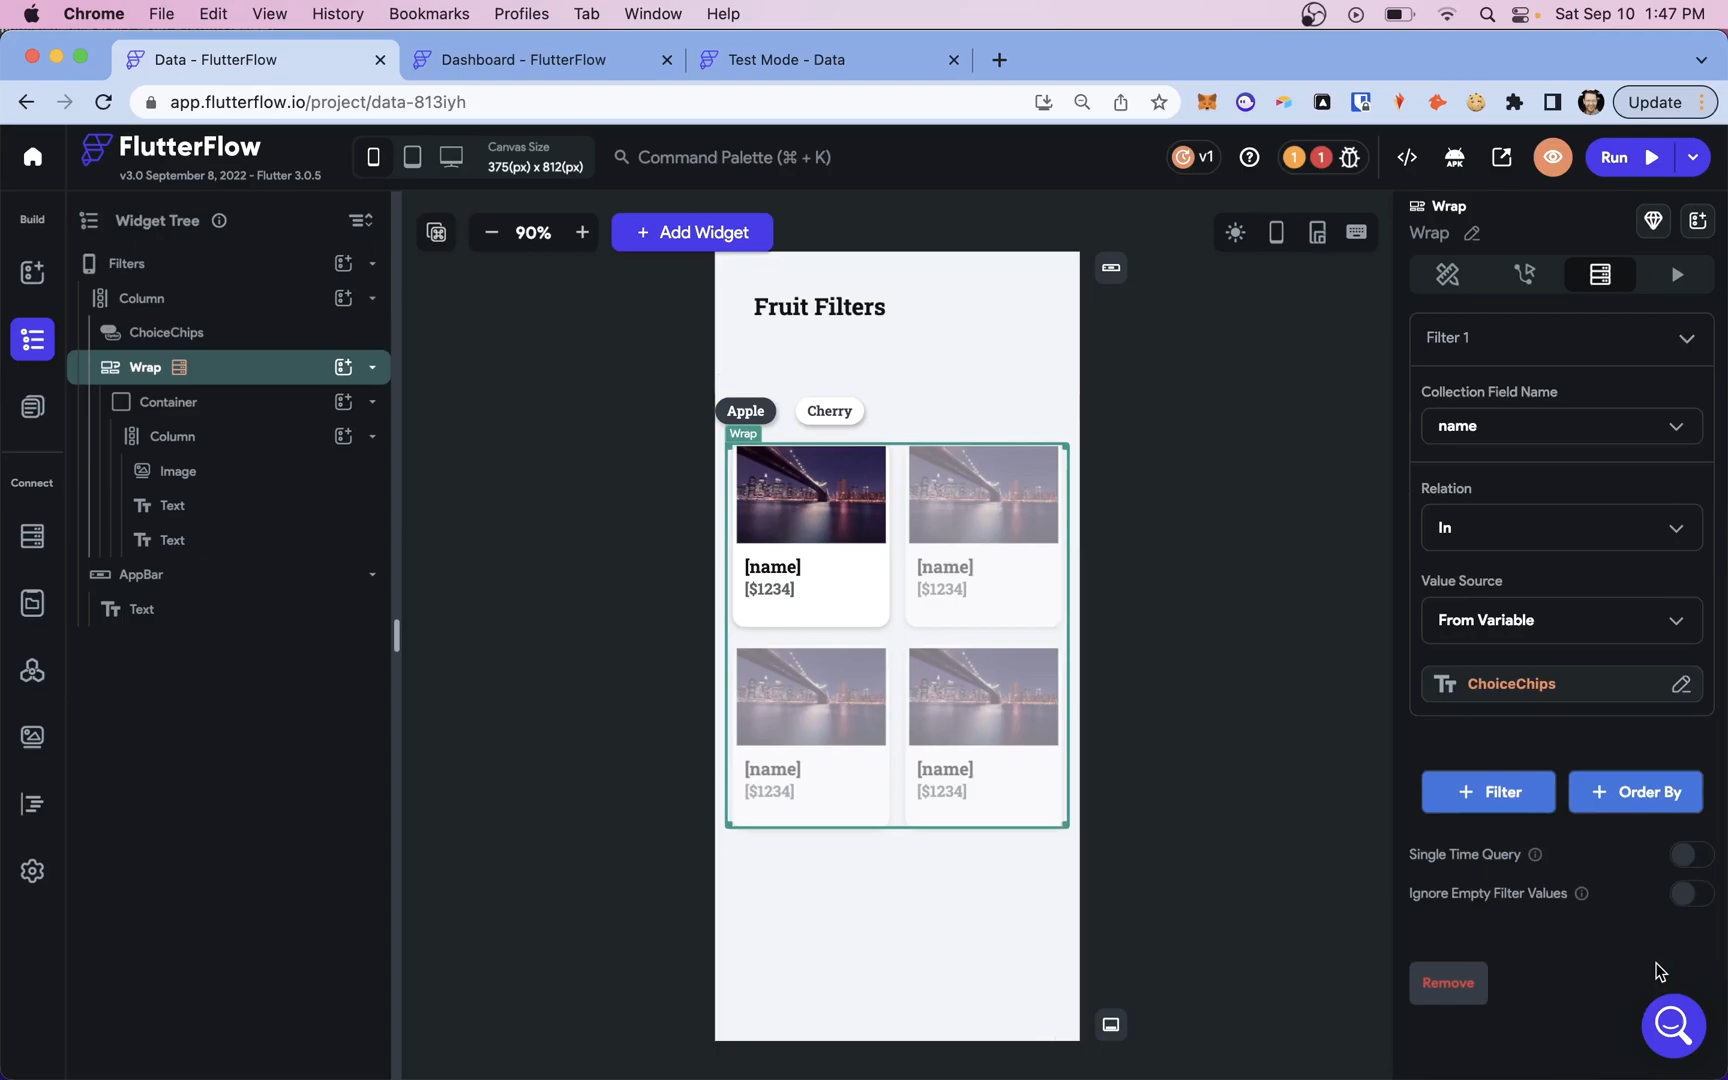 Chrome File Edit View History Bookmarks Profiles Tab Window Help Sat Sep 10 1:47 PM
Data - FlutterFlow Dashboard - FlutterFlow Test Mode - Data
app.flutterflow.io/project/data-813iyh Update
FlutterFlow
v3.0 September 8, 2022 - Flutter 3.0.5
Canvas Size
375(px) x 812(px)
Command Palette (⌘ + K)
v1
1 1
APK
Run
Build
Connect
Widget Tree
Filters
Column
ChoiceChips
Wrap
Container
Column
Image
Text
Text
AppBar
Text
90%
+ Add Widget
Fruit Filters
Apple Cherry
Wrap
[name] [name]
[$1234] [$1234]
[name] [name]
[$1234] [$1234]
Wrap
Wrap
Filter 1
Collection Field Name
name
Relation
In
Value Source
From Variable
ChoiceChips
+ Filter + Order By
Single Time Query
Ignore Empty Filter Values
Remove